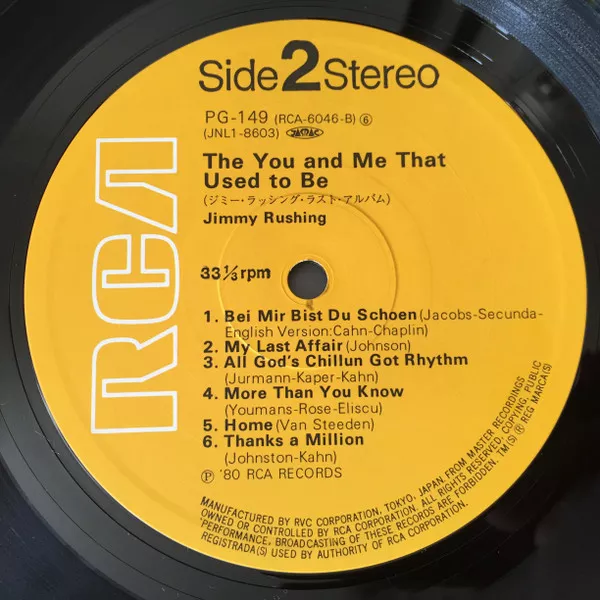 Side 2 Stereo
PG-149 (RCA-6046-B) ⑥
(JNL1-8603)
The You and Me That
Used to Be
(ジミー・ラッシング・ラスト・アルバム)
Jimmy Rushing
33 1/3 rpm
RCA
1. Bei Mir Bist Du Schoen (Jacobs-Secunda-
English Version:Cahn-Chaplin)
2. My Last Affair (Johnson)
3. All God's Chillun Got Rhythm
(Jurmann-Kaper-Kahn)
4. More Than You Know
(Youmans-Rose-Eliscu)
5. Home (Van Steeden)
6. Thanks a Million
(Johnston-Kahn)
Ⓟ '80 RCA RECORDS
MANUFACTURED BY RVC CORPORATION, TOKYO, JAPAN. FROM MASTER RECORDINGS
OWNED OR CONTROLLED BY RCA CORPORATION. ALL RIGHTS RESERVED. COPYING, PUBLIC
PERFORMANCE, BROADCASTING OF THESE RECORDS ARE FORBIDDEN. TM(S) ® REG MARCA(S)
REGISTRADA(S) USED BY AUTHORITY OF RCA CORPORATION.